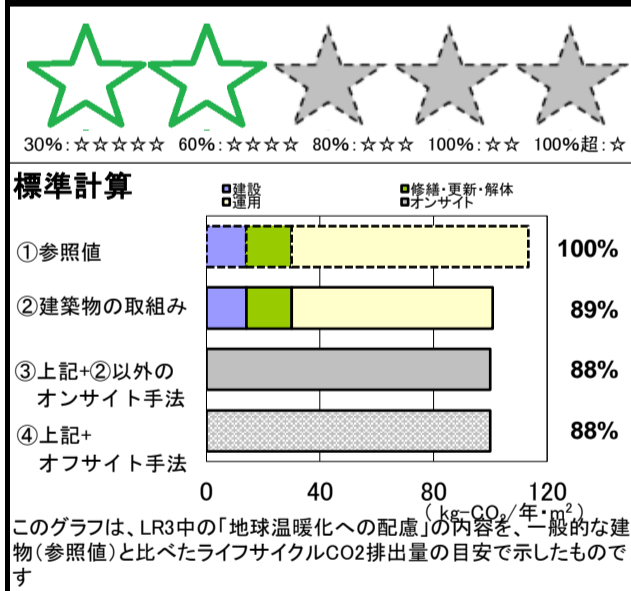 30%: ☆☆☆☆☆ 60%: ☆☆☆☆ 80%: ☆☆☆ 100%: ☆☆ 100%超: ☆
標準計算
建設 修繕・更新・解体
運用 オンサイト
①参照値 100%
②建築物の取組み 89%
③上記+②以外の 88%
オンサイト手法
④上記+ 88%
オフサイト手法
0 40 80 120
( kg-CO2/年・m²)
このグラフは、LR3中の「地球温暖化への配慮」の内容を、一般的な建
物(参照値)と比べたライフサイクルCO2排出量の目安で示したもので
す